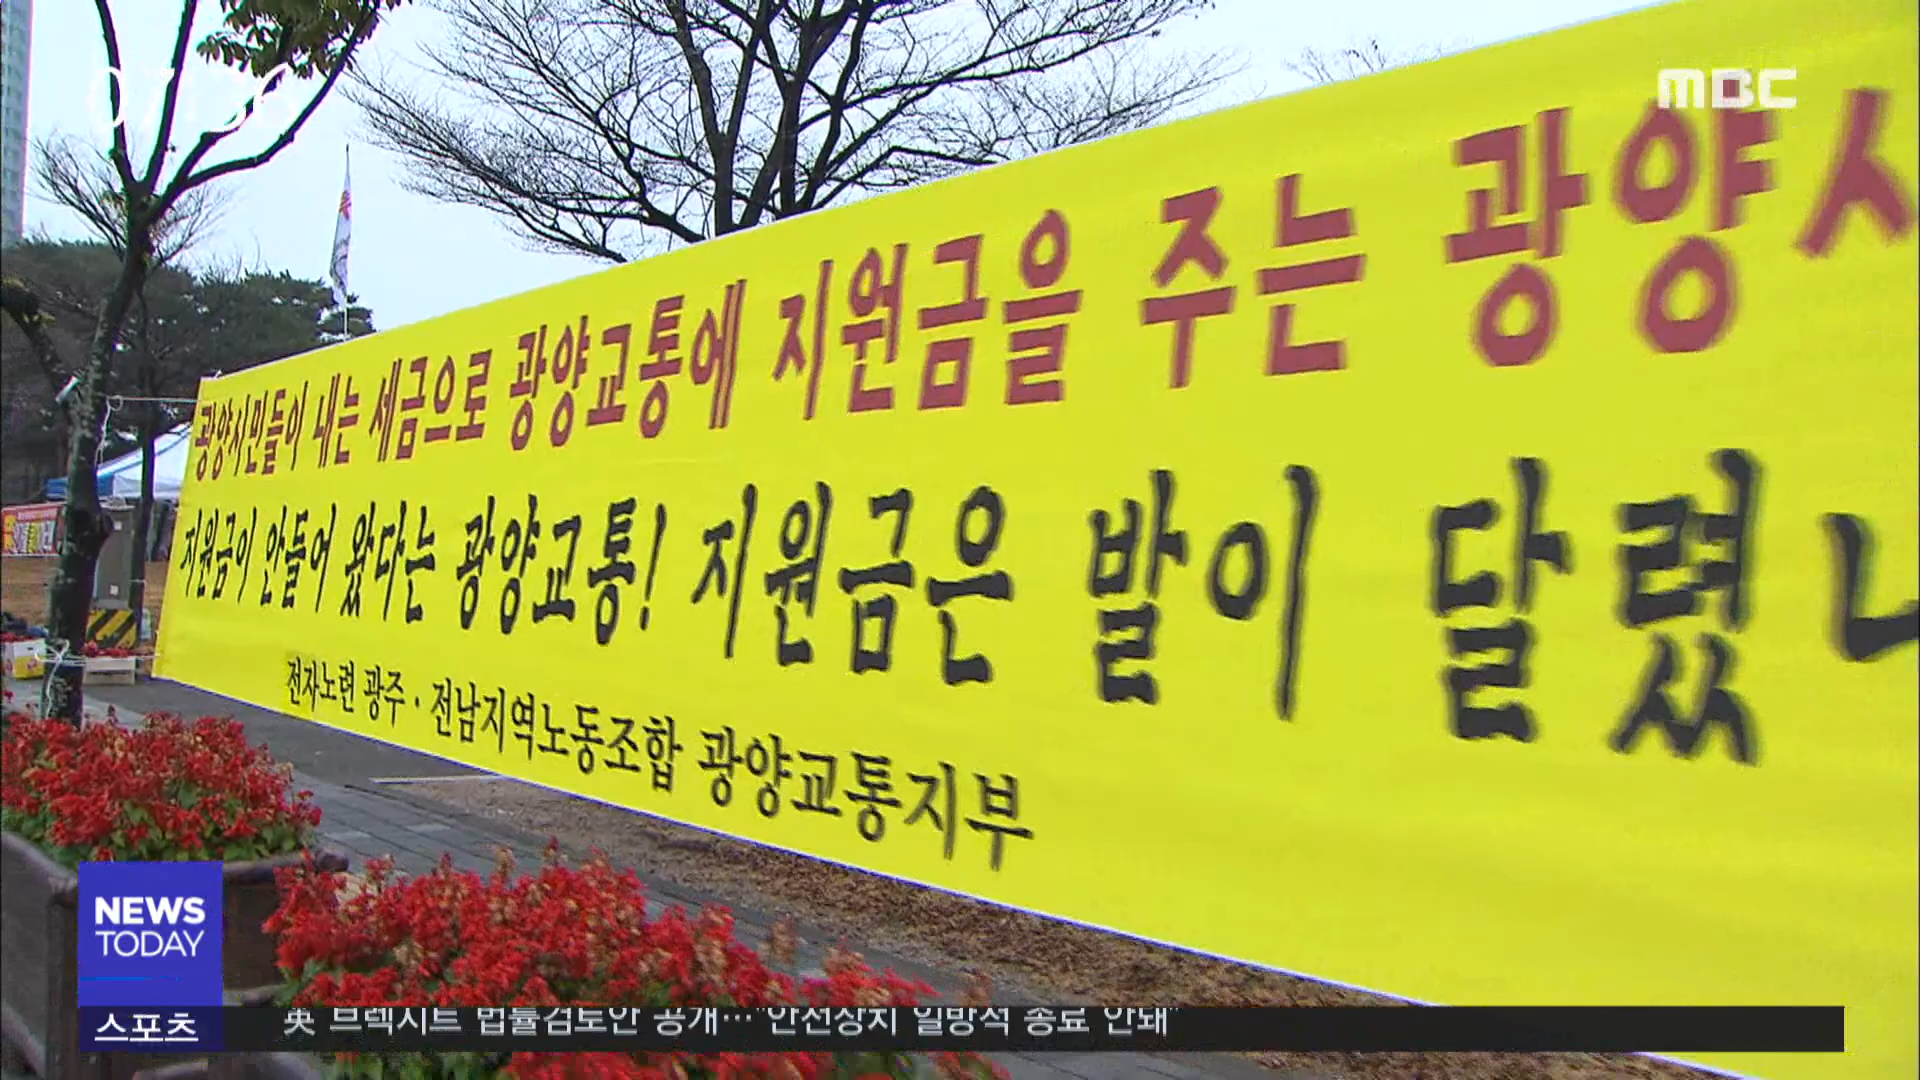 07:36
MBC
광양시민들이 내는 세금으로 광양교통에 지원금을 주는 광양시
지원금이 안들어 왔다는 광양교통! 지원금은 발이 달렸나
전자노련 광주·전남지역노동조합 광양교통지부
NEWS
TODAY
스포츠
英 브렉시트 법률검토안 공개…"안전장치 일방적 종료 안돼"